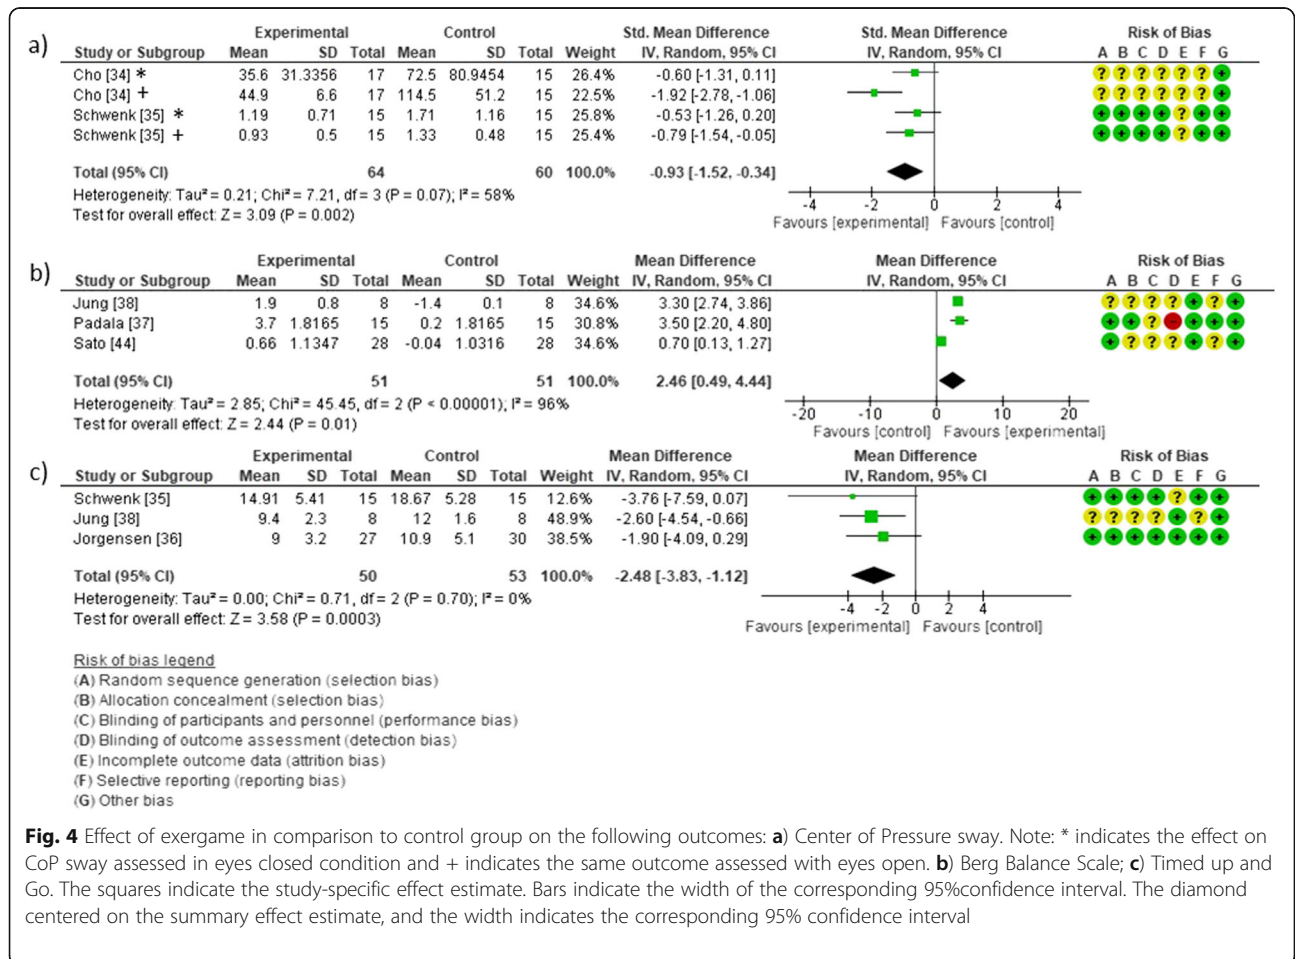 a)
Experimental Control Std. Mean Difference Std. Mean Difference Risk of Bias
Study or Subgroup Mean SD Total Mean SD Total Weight IV, Random, 95% CI IV, Random, 95% CI A B C D E F G
Cho [34] * 35.6 31.3356 17 72.5 80.9454 15 26.4% -0.60 [-1.31, 0.11] ? ? ? ? ? ? +
Cho [34] + 44.9 6.6 17 114.5 51.2 15 22.5% -1.92 [-2.78, -1.06] ? ? ? ? ? ? +
Schwenk [35] * 1.19 0.71 15 1.71 1.16 15 25.8% -0.53 [-1.26, 0.20] + + + + ? + +
Schwenk [35] + 0.93 0.5 15 1.33 0.48 15 25.4% -0.79 [-1.54, -0.05] + + + + ? + +
Total (95% CI) 64 60 100.0% -0.93 [-1.52, -0.34]
Heterogeneity: Tau² = 0.21; Chi² = 7.21, df = 3 (P = 0.07); I² = 58%
Test for overall effect: Z = 3.09 (P = 0.002)
-4 -2 0 2 4
Favours [experimental] Favours [control]
b)
Experimental Control Mean Difference Mean Difference Risk of Bias
Study or Subgroup Mean SD Total Mean SD Total Weight IV, Random, 95% CI IV, Random, 95% CI A B C D E F G
Jung [38] 1.9 0.8 8 -1.4 0.1 8 34.6% 3.30 [2.74, 3.86] ? ? ? ? + ? +
Padala [37] 3.7 1.8165 15 0.2 1.8165 15 30.8% 3.50 [2.20, 4.80] + + ? - + + +
Sato [44] 0.66 1.1347 28 -0.04 1.0316 28 34.6% 0.70 [0.13, 1.27] + ? ? ? + ? +
Total (95% CI) 51 51 100.0% 2.46 [0.49, 4.44]
Heterogeneity: Tau² = 2.85; Chi² = 45.45, df = 2 (P < 0.00001); I² = 96%
Test for overall effect: Z = 2.44 (P = 0.01)
-20 -10 0 10 20
Favours [control] Favours [experimental]
c)
Experimental Control Mean Difference Mean Difference Risk of Bias
Study or Subgroup Mean SD Total Mean SD Total Weight IV, Random, 95% CI IV, Random, 95% CI A B C D E F G
Schwenk [35] 14.91 5.41 15 18.67 5.28 15 12.6% -3.76 [-7.59, 0.07] + + + + ? + +
Jung [38] 9.4 2.3 8 12 1.6 8 48.9% -2.60 [-4.54, -0.66] ? ? ? ? + ? +
Jorgensen [36] 9 3.2 27 10.9 5.1 30 38.5% -1.90 [-4.09, 0.29] + + + + + + +
Total (95% CI) 50 53 100.0% -2.48 [-3.83, -1.12]
Heterogeneity: Tau² = 0.00; Chi² = 0.71, df = 2 (P = 0.70); I² = 0%
Test for overall effect: Z = 3.58 (P = 0.0003)
-4 -2 0 2 4
Favours [experimental] Favours [control]
Risk of bias legend
(A) Random sequence generation (selection bias)
(B) Allocation concealment (selection bias)
(C) Blinding of participants and personnel (performance bias)
(D) Blinding of outcome assessment (detection bias)
(E) Incomplete outcome data (attrition bias)
(F) Selective reporting (reporting bias)
(G) Other bias
Fig. 4 Effect of exergame in comparison to control group on the following outcomes: a) Center of Pressure sway. Note: * indicates the effect on
CoP sway assessed in eyes closed condition and + indicates the same outcome assessed with eyes open. b) Berg Balance Scale; c) Timed up and
Go. The squares indicate the study-specific effect estimate. Bars indicate the width of the corresponding 95%confidence interval. The diamond
centered on the summary effect estimate, and the width indicates the corresponding 95% confidence interval